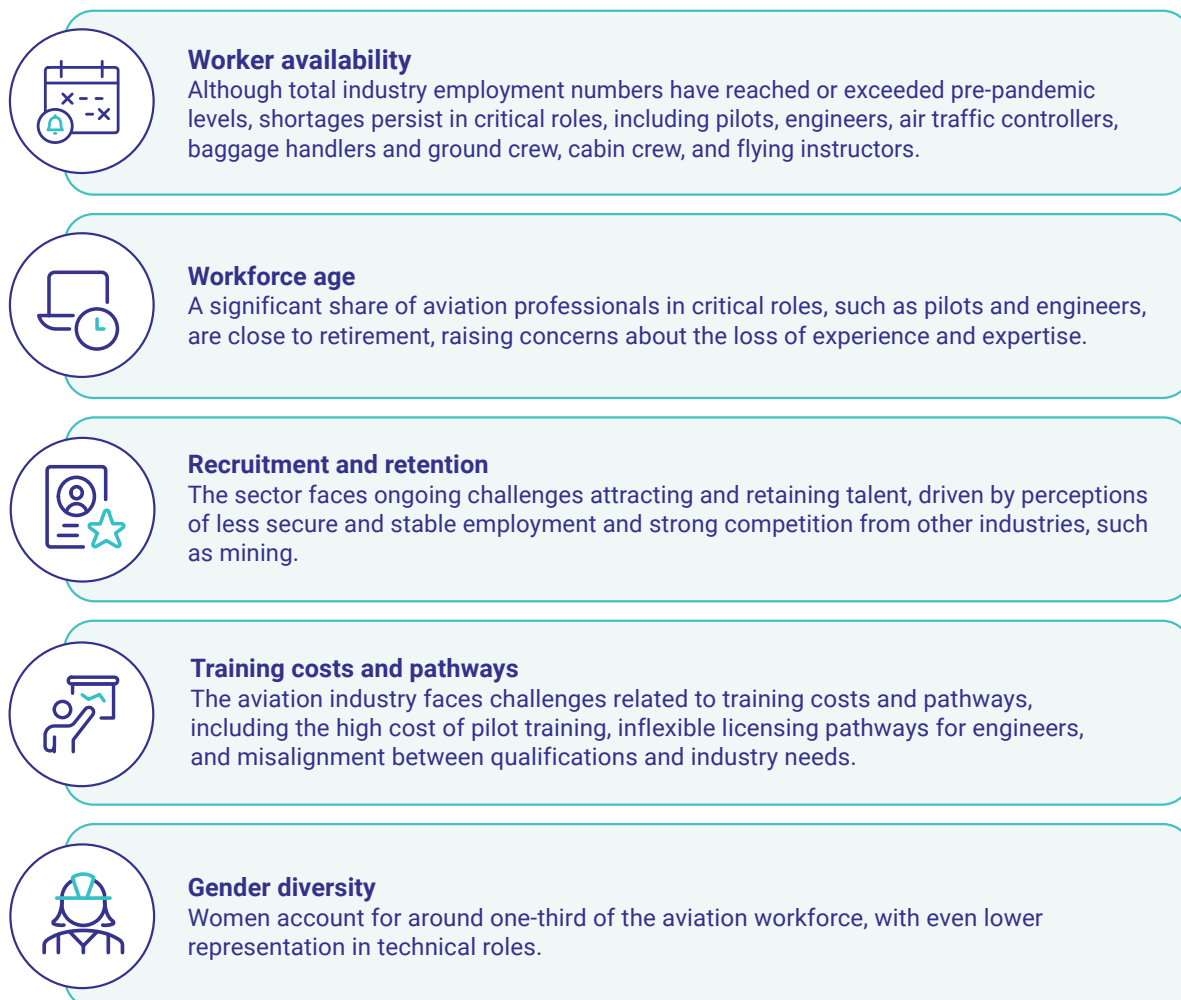 Worker availability
Although total industry employment numbers have reached or exceeded pre-pandemic
levels, shortages persist in critical roles, including pilots, engineers, air traffic controllers,
baggage handlers and ground crew, cabin crew, and flying instructors.
Workforce age
A significant share of aviation professionals in critical roles, such as pilots and engineers,
are close to retirement, raising concerns about the loss of experience and expertise.
Recruitment and retention
The sector faces ongoing challenges attracting and retaining talent, driven by perceptions
of less secure and stable employment and strong competition from other industries, such
as mining.
Training costs and pathways
The aviation industry faces challenges related to training costs and pathways,
including the high cost of pilot training, inflexible licensing pathways for engineers,
and misalignment between qualifications and industry needs.
Gender diversity
Women account for around one-third of the aviation workforce, with even lower
representation in technical roles.